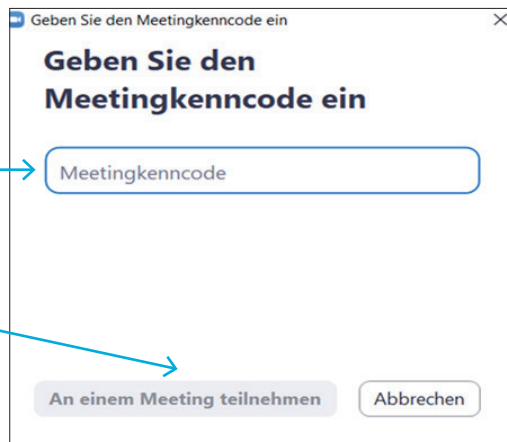 Geben Sie den Meetingkenncode ein
Geben Sie den
Meetingkenncode ein
Meetingkenncode
An einem Meeting teilnehmen
Abbrechen